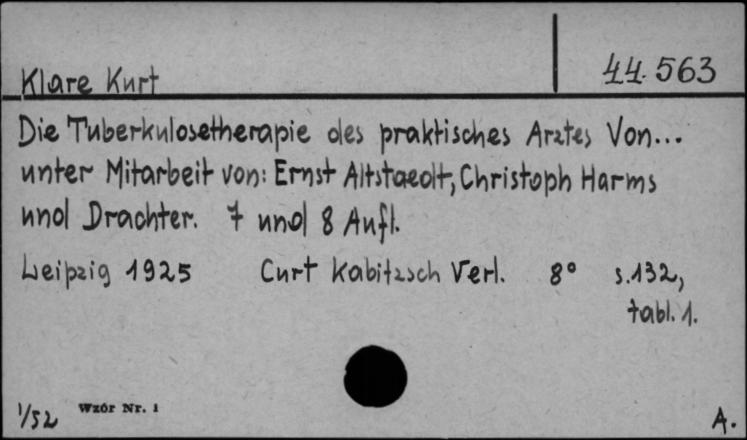 Klare Kurt
44.563
Die Tuberkulosetherapie des praktisches Arztes Von...
unter Mitarbeit von: Ernst Altstaedt, Christoph Harms
und Drachter. 7 und 8 Aufl.
Leipzig 1925 Curt Kabitzsch Verl. 8° s.132,
tabl. 1.
1/52 Wzór Nr. 1 A.